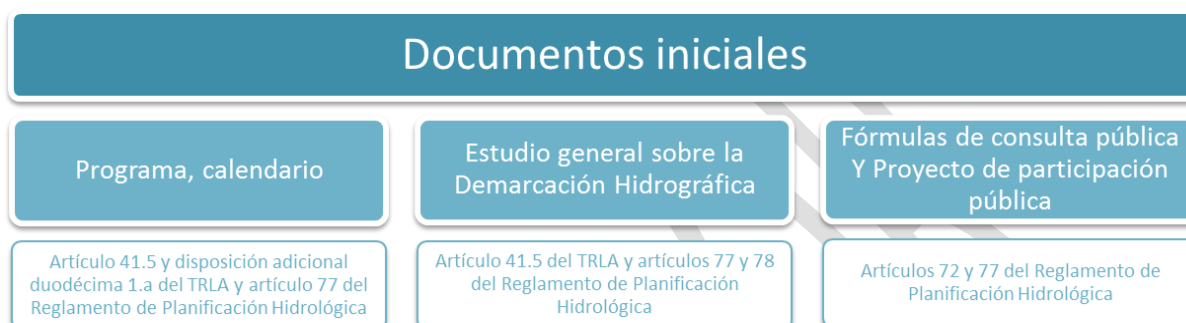 Documentos iniciales
Programa, calendario
Estudio general sobre la
Demarcación Hidrográfica
Fórmulas de consulta pública
Y Proyecto de participación
pública
Artículo 41.5 y disposición adicional
duodécima 1.a del TRLA y artículo 77 del
Reglamento de Planificación Hidrológica
Artículo 41.5 del TRLA y artículos 77 y 78
del Reglamento de Planificación
Hidrológica
Artículos 72 y 77 del Reglamento de
Planificación Hidrológica